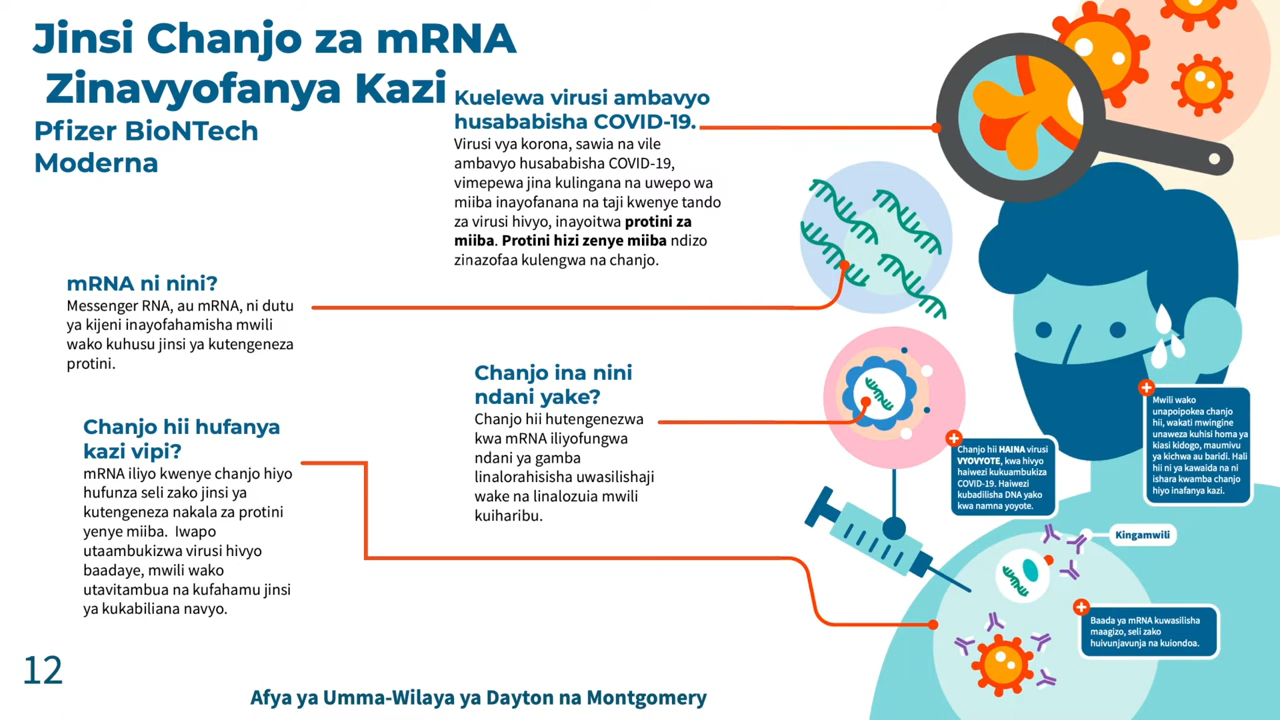 Jinsi Chanjo za mRNA
Zinavyofanya Kazi
Pfizer BioNTech
Moderna
Kuelewa virusi ambavyo
husababisha COVID-19.
Virusi vya korona, sawia na vile
ambavyo husababisha COVID-19,
vimepewa jina kulingana na uwepo wa
miiba inayofanana na taji kwenye tando
za virusi hivyo, inayoitwa protini za
miiba. Protini hizi zenye miiba ndizo
zinazofaa kulengwa na chanjo.
mRNA ni nini?
Messenger RNA, au mRNA, ni dutu
ya kijeni inayofahamisha mwili
wako kuhusu jinsi ya kutengeneza
protini.
Chanjo ina nini
ndani yake?
Chanjo hii hutengenezwa
kwa mRNA iliyofungwa
ndani ya gamba
linalorahisisha uwasilishaji
wake na linalozuia mwili
kuiharibu.
Chanjo hii hufanya
kazi vipi?
mRNA iliyo kwenye chanjo hiyo
hufunza seli zako jinsi ya
kutengeneza nakala za protini
yenye miiba. Iwapo
utaambukizwa virusi hivyo
baadaye, mwili wako
utavitambua na kufahamu jinsi
ya kukabiliana navyo.
Chanjo hii HAINA virusi
VYOVYOTE, kwa hivyo
haiwezi kukuambukiza
COVID-19. Haiwezi
kubadilisha DNA yako
kwa namna yoyote.
Mwili wako
unapoipokea chanjo
hii, wakati mwingine
unaweza kuhisi homa ya
kiasi kidogo, maumivu
ya kichwa au baridi. Hali
hii ni ya kawaida na ni
ishara kwamba chanjo
hiyo inafanya kazi.
Kingamwili
Baada ya mRNA kuwasilisha
maagizo, seli zako
huivunjavunja na kuiondoa.
12
Afya ya Umma-Wilaya ya Dayton na Montgomery